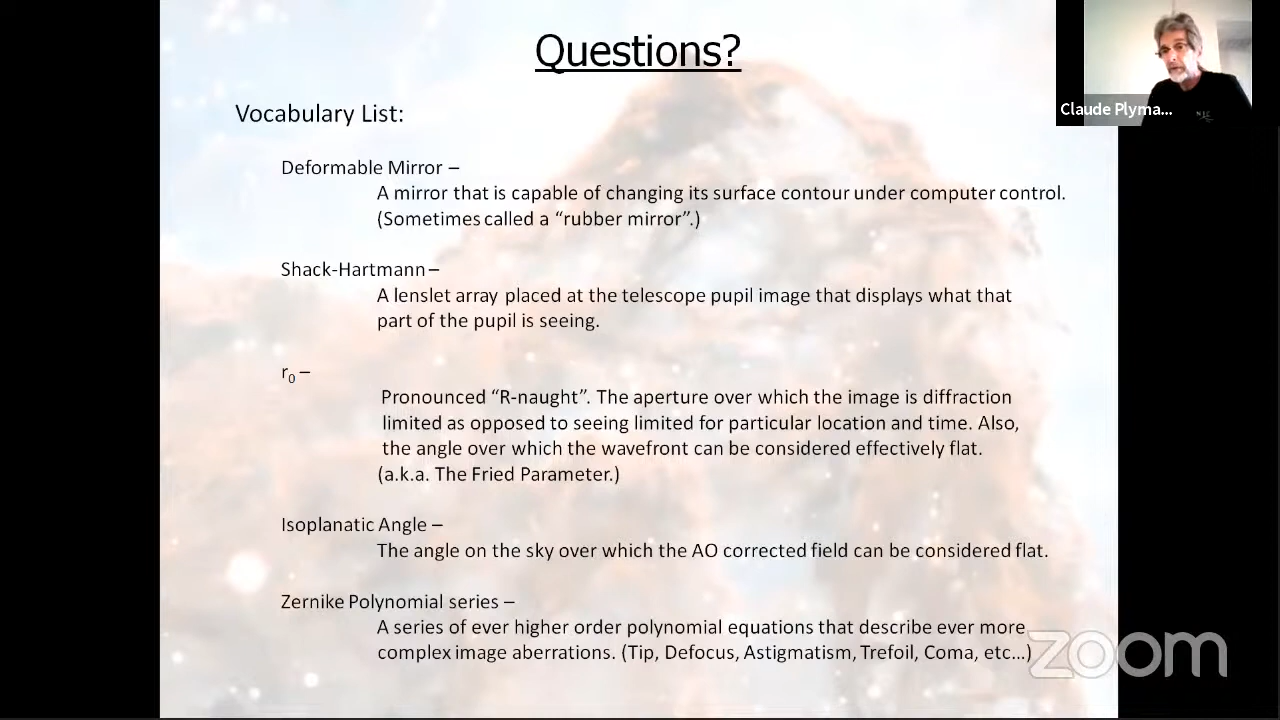 Questions?
Vocabulary List:
Deformable Mirror –
A mirror that is capable of changing its surface contour under computer control.
(Sometimes called a “rubber mirror”.)
Shack-Hartmann –
A lenslet array placed at the telescope pupil image that displays what that
part of the pupil is seeing.
r0 –
Pronounced “R-naught”. The aperture over which the image is diffraction
limited as opposed to seeing limited for particular location and time. Also,
the angle over which the wavefront can be considered effectively flat.
(a.k.a. The Fried Parameter.)
Isoplanatic Angle –
The angle on the sky over which the AO corrected field can be considered flat.
Zernike Polynomial series –
A series of ever higher order polynomial equations that describe ever more
complex image aberrations. (Tip, Defocus, Astigmatism, Trefoil, Coma, etc...)
Claude Plyma...
zoom